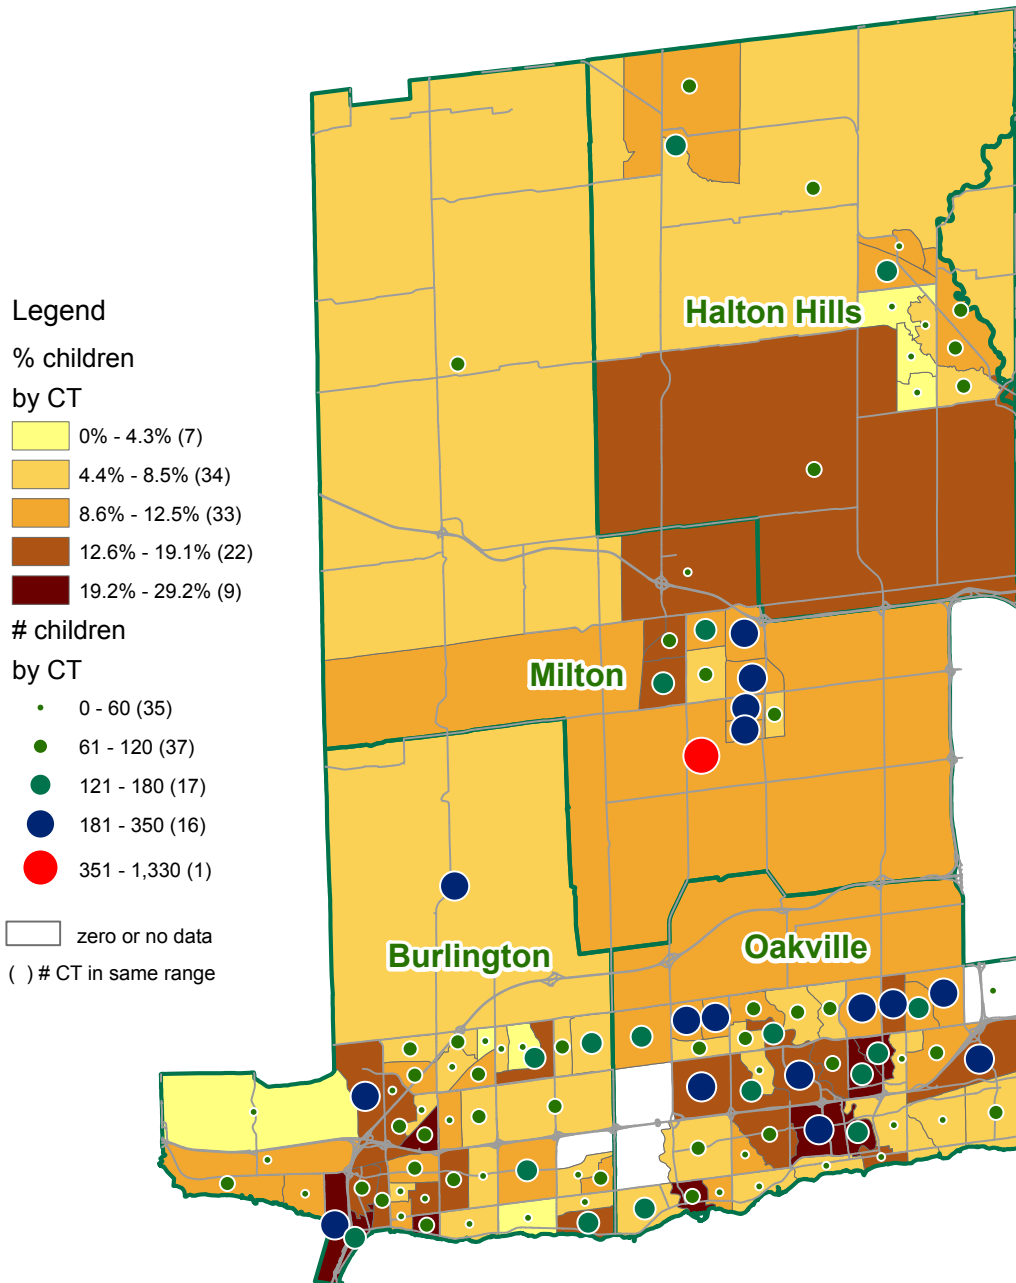 Legend
% children
by CT
0% - 4.3% (7)
4.4% - 8.5% (34)
8.6% - 12.5% (33)
12.6% - 19.1% (22)
19.2% - 29.2% (9)
# children
by CT
0 - 60 (35)
61 - 120 (37)
121 - 180 (17)
181 - 350 (16)
351 - 1,330 (1)
zero or no data
( ) # CT in same range
Halton Hills
Milton
Burlington
Oakville